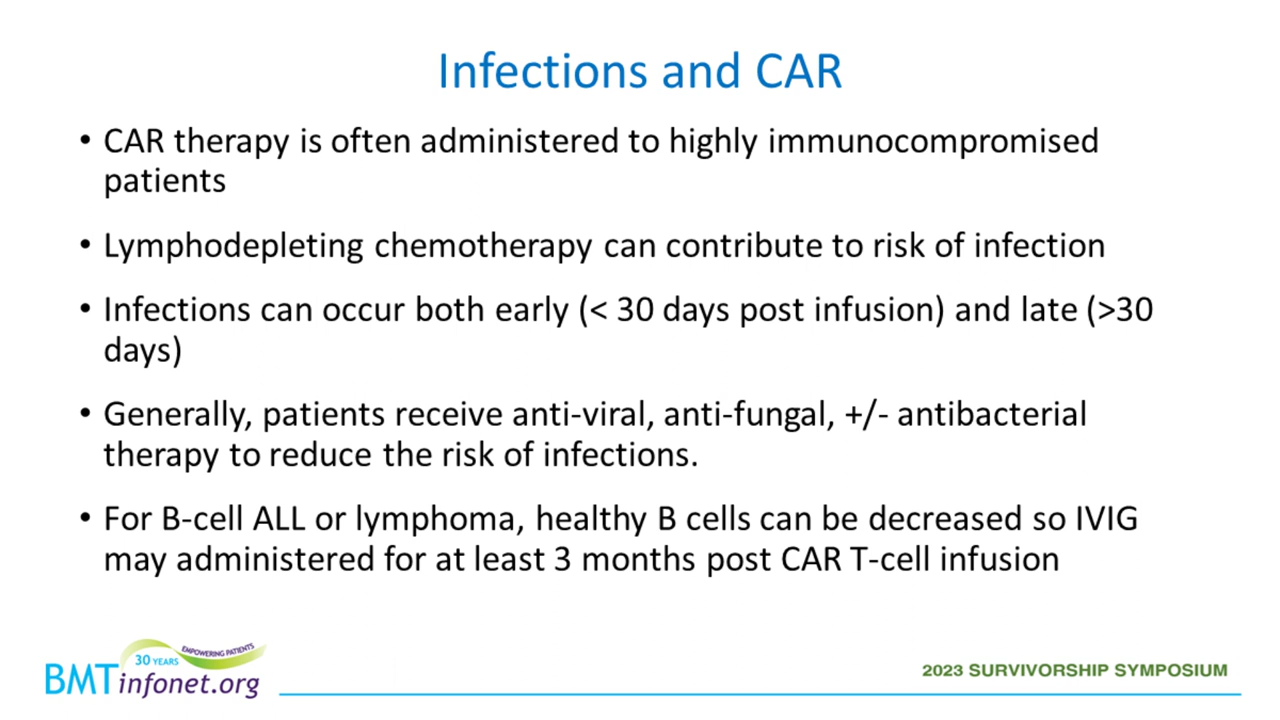 Infections and CAR
• CAR therapy is often administered to highly immunocompromised
patients
• Lymphodepleting chemotherapy can contribute to risk of infection
• Infections can occur both early (< 30 days post infusion) and late (>30
days)
• Generally, patients receive anti-viral, anti-fungal, +/- antibacterial
therapy to reduce the risk of infections.
• For B-cell ALL or lymphoma, healthy B cells can be decreased so IVIG
may administered for at least 3 months post CAR T-cell infusion
30 YEARS EMPOWERING PATIENTS
BMTinfonet.org
2023 SURVIVORSHIP SYMPOSIUM